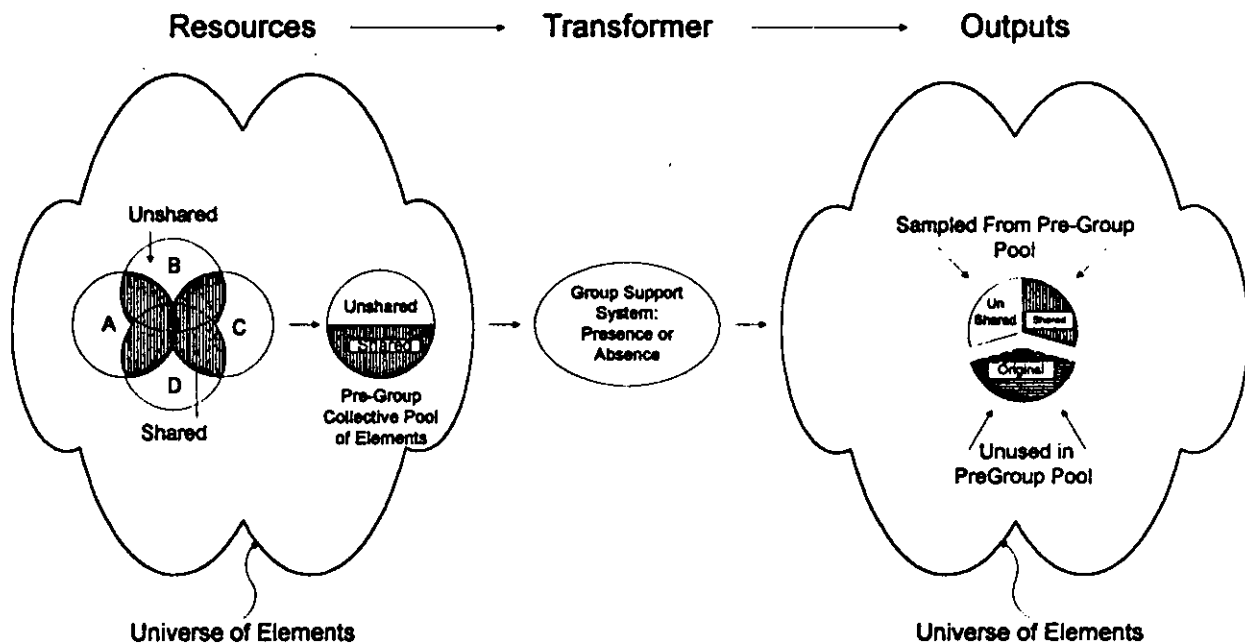 Resources
Transformer
Outputs
Unshared
B
A
C
D
Shared
Unshared
Shared
Pre-Group
Collective Pool
of Elements
Group Support
System:
Presence or
Absence
Sampled From Pre-Group
Pool
Un
Shared
Shared
Original
Unused in
PreGroup Pool
Universe of Elements
Universe of Elements